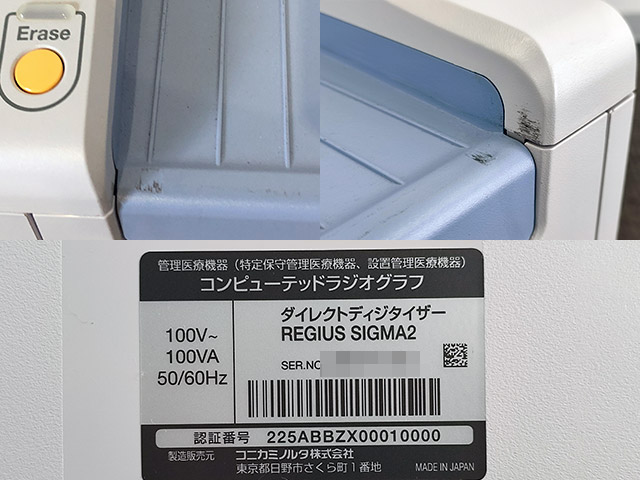 Erase
管理医療機器（特定保守管理医療機器、設置管理医療機器）
コンピューテッドラジオグラフ
100V~
100VA
50/60Hz
ダイレクトディジタイザー
REGIUS SIGMA2
SER.NO
認証番号 225ABBZX00010000
製造販売元 コニカミノルタ株式会社
東京都日野市さくら町1番地 MADE IN JAPAN